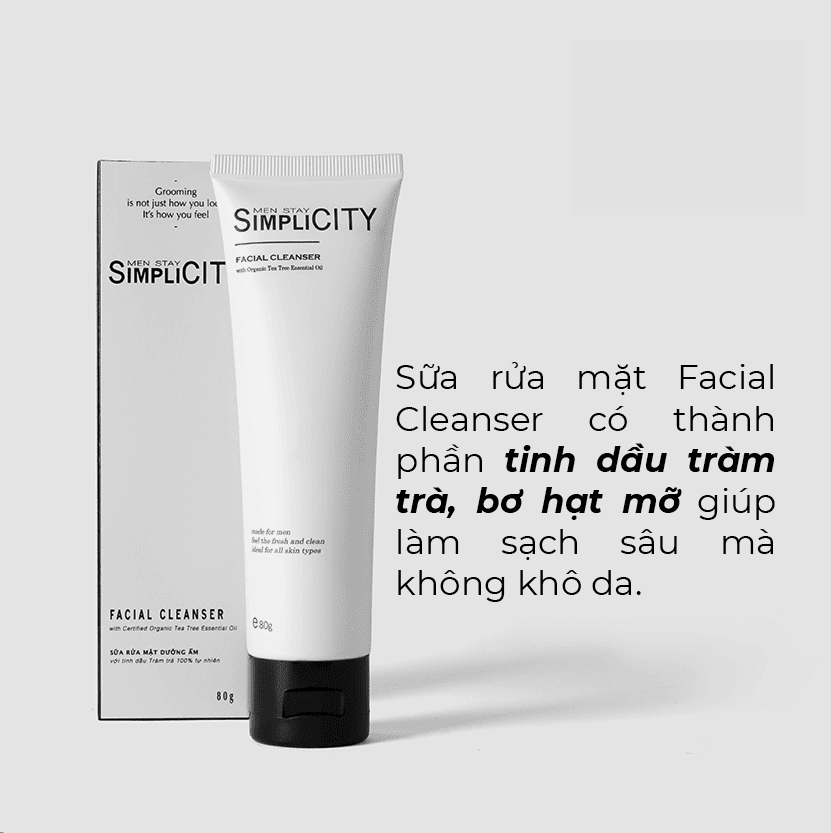 Grooming
is not just how you
It's how you feel
MEN STAY
SIMPLICIT
FACIAL CLEANSER
with Certified Organic Tea Tree Essential Oil
SỮA RỬA MẶT DƯỠNG ẨM
với tinh dầu Tràm trà 100% tự nhiên
80g
MEN STAY
SIMPLICITY
FACIAL CLEANSER
with Organic Tea Tree Essential Oil
made for men
feel the fresh and clean
ideal for all skin types
e 80g
Sữa rửa mặt Facial
Cleanser có thành
phần tinh dầu tràm
trà, bơ hạt mỡ giúp
làm sạch sâu mà
không khô da.